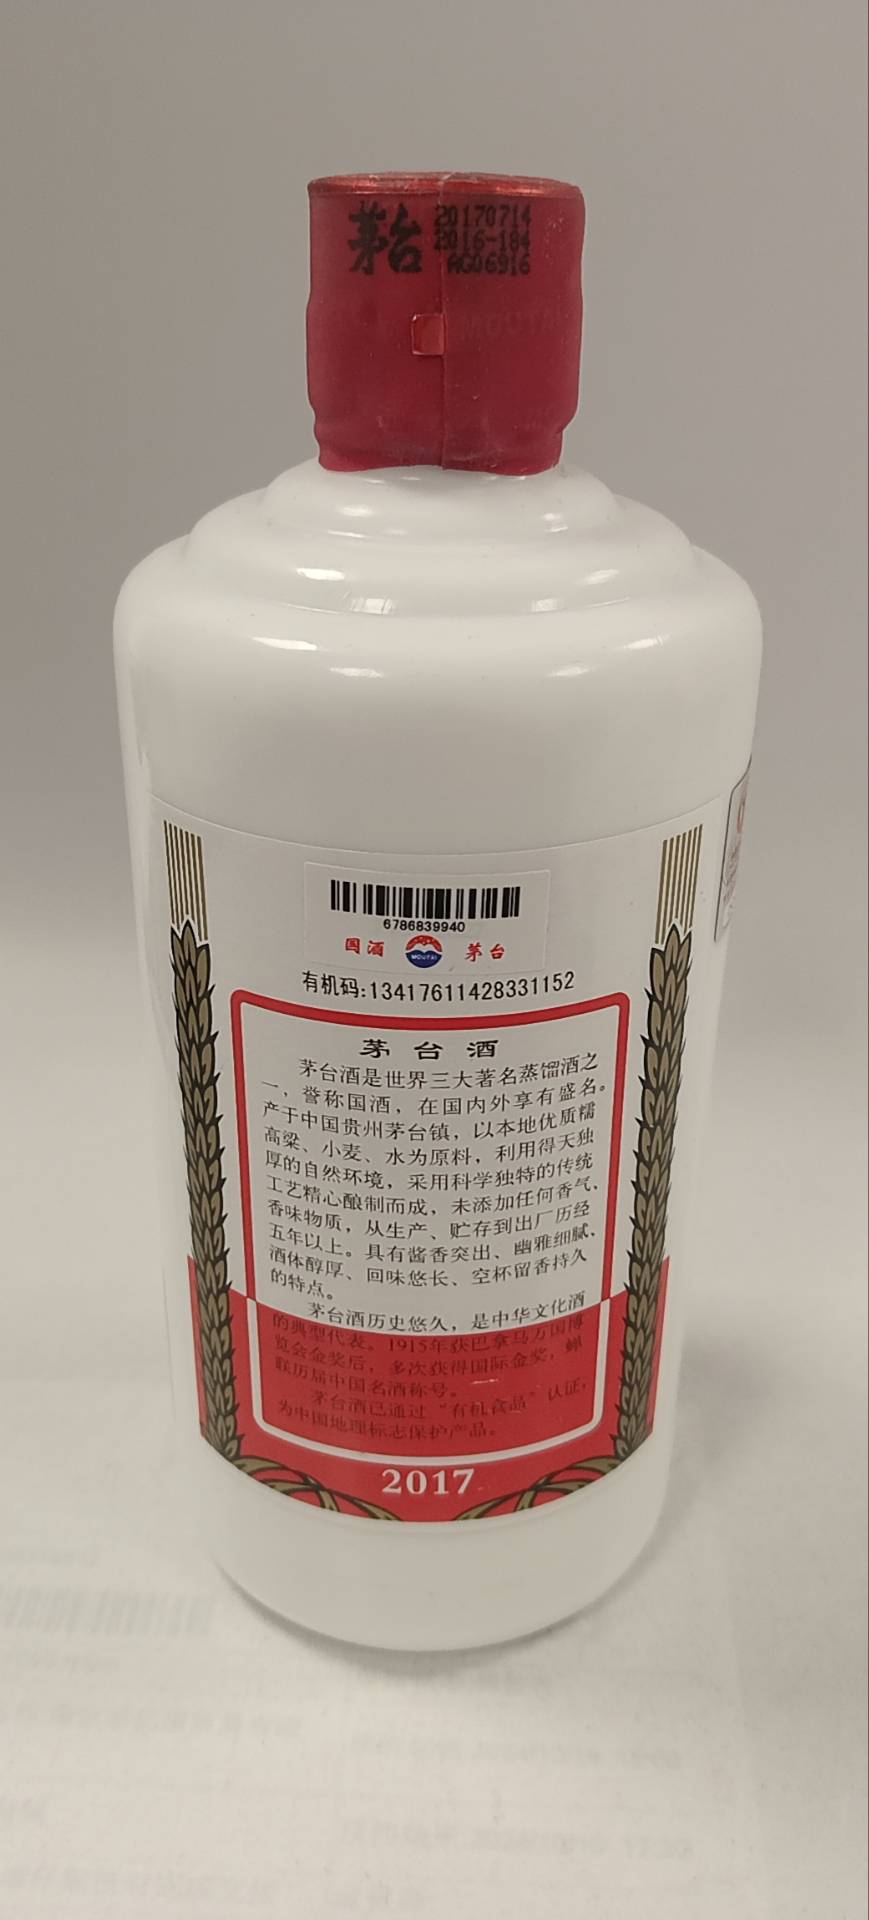 茅台
20170714
2016-184
AG06916
MOUTAI
6786839940
国酒 MOUTAI 茅台
有机码:13417611428331152
茅台酒
茅台酒是世界三大著名蒸馏酒之
一,誉称国酒,在国内外享有盛名。
产于中国贵州茅台镇,以本地优质糯
高粱、小麦、水为原料,利用得天独
厚的自然环境,采用科学独特的传统
工艺精心酿制而成,未添加任何香气、
香味物质,从生产、贮存到出厂历经
五年以上。具有酱香突出、幽雅细腻、
酒体醇厚、回味悠长、空杯留香持久
的特点。
茅台酒历史悠久,是中华文化酒
的典型代表。1915年获巴拿马万国博
览会金奖后,多次获得国际金奖,蝉
联历届中国名酒称号。
茅台酒已通过“有机食品”认证,
为中国地理标志保护产品。
2017